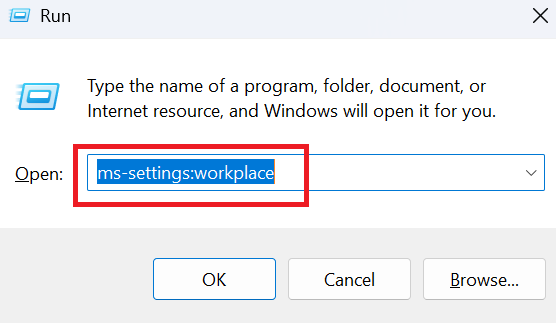 Run
Type the name of a program, folder, document, or
Internet resource, and Windows will open it for you.
Open: ms-settings:workplace
OK Cancel Browse...